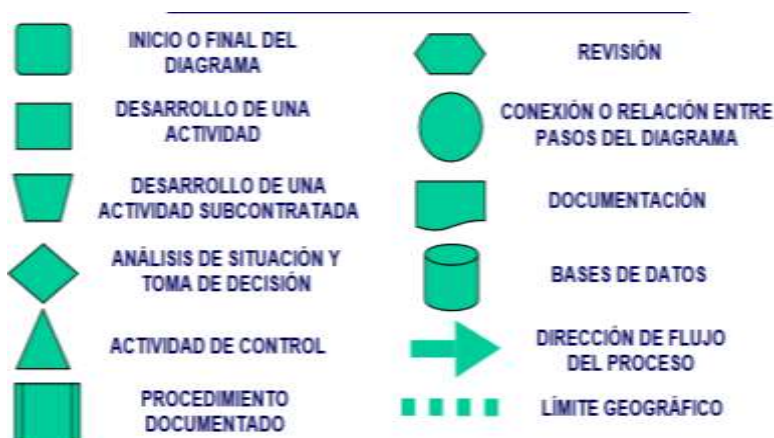 INICIO O FINAL DEL
DIAGRAMA
DESARROLLO DE UNA
ACTIVIDAD
DESARROLLO DE UNA
ACTIVIDAD SUBCONTRATADA
ANÁLISIS DE SITUACIÓN Y
TOMA DE DECISIÓN
ACTIVIDAD DE CONTROL
PROCEDIMIENTO
DOCUMENTADO
REVISIÓN
CONEXIÓN O RELACIÓN ENTRE
PASOS DEL DIAGRAMA
DOCUMENTACIÓN
BASES DE DATOS
DIRECCIÓN DE FLUJO
DEL PROCESO
LÍMITE GEOGRÁFICO